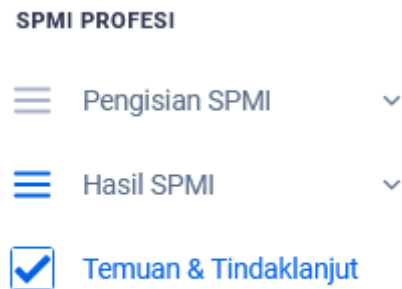 SPMI PROFESI
Pengisian SPMI
Hasil SPMI
Temuan & Tindaklanjut